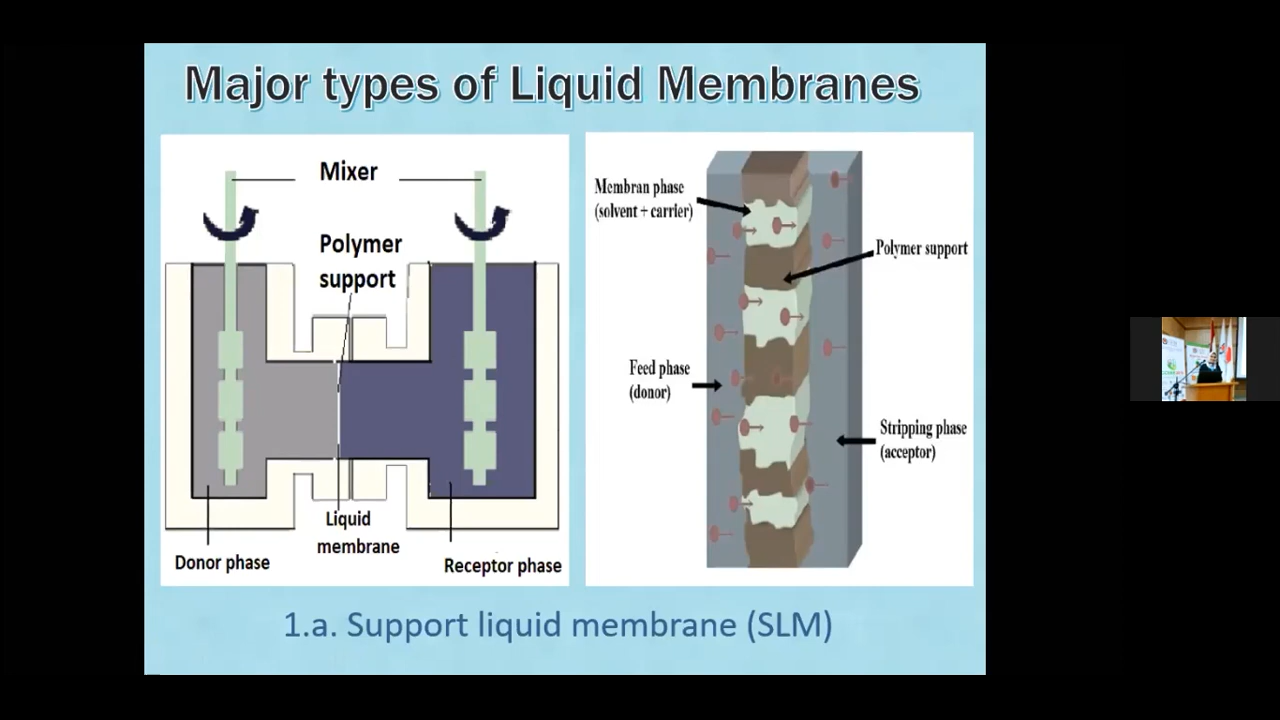 Major types of Liquid Membranes
Mixer
Polymer
support
Liquid
membrane
Donor phase
Receptor phase
Membran phase
(solvent + carrier)
Polymer support
Feed phase
(donor)
Stripping phase
(acceptor)
1.a. Support liquid membrane (SLM)